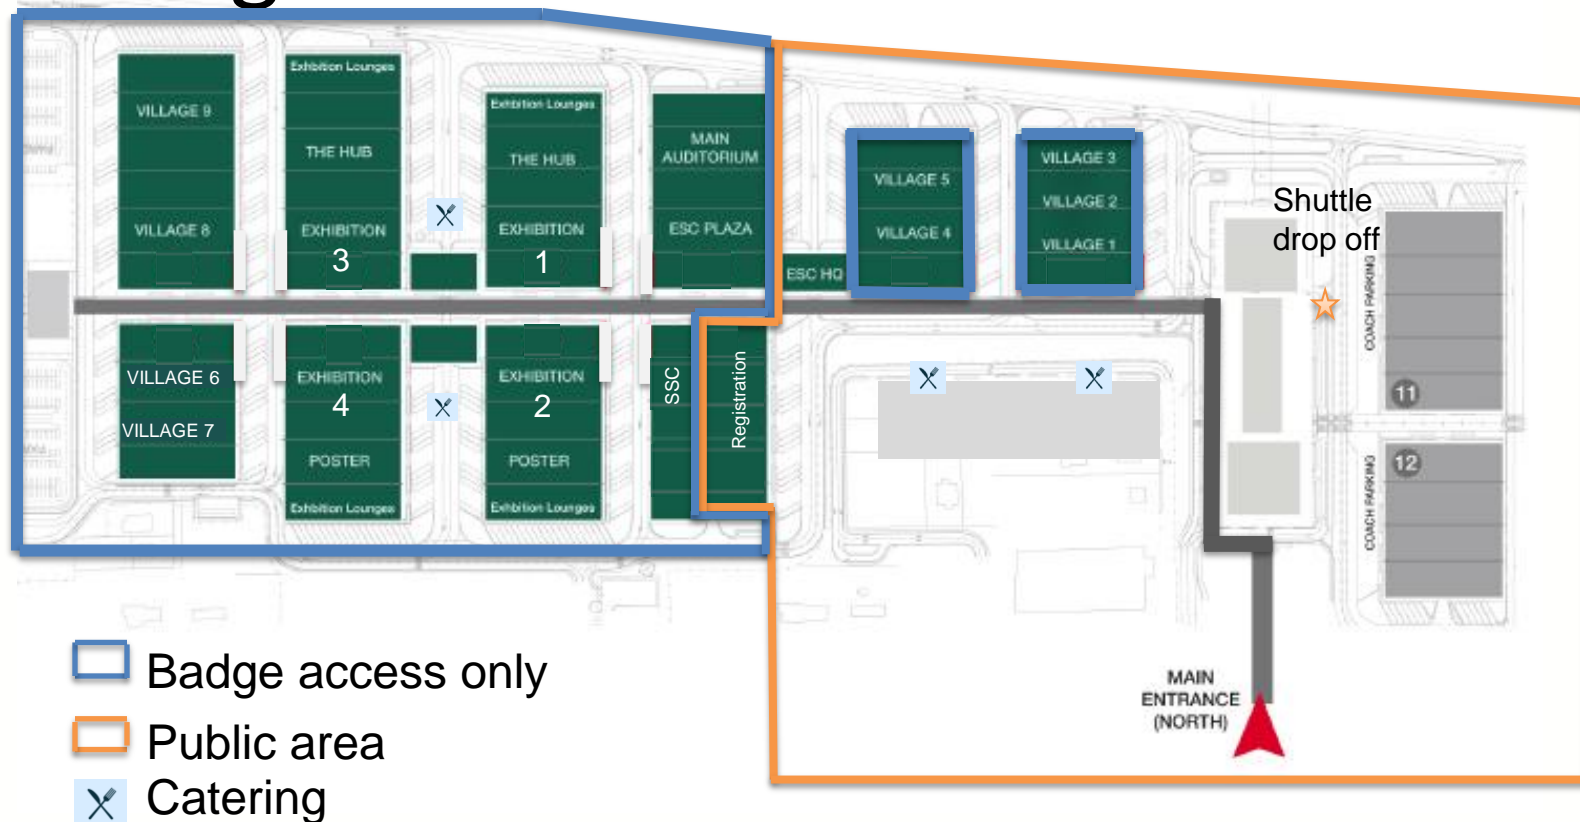 Exhibition Lounges
VILLAGE 9
THE HUB
VILLAGE 8
EXHIBITION
3
Exhibition Lounges
THE HUB
EXHIBITION
1
MAIN
AUDITORIUM
ESC PLAZA
ESC HQ
VILLAGE 5
VILLAGE 4
VILLAGE 3
VILLAGE 2
VILLAGE 1
Shuttle
drop off
COACH PARKING
11
COACH PARKING
12
VILLAGE 6
VILLAGE 7
EXHIBITION
4
POSTER
Exhibition Lounges
EXHIBITION
2
POSTER
Exhibition Lounges
SSC
Registration
MAIN
ENTRANCE
(NORTH)
Badge access only
Public area
Catering